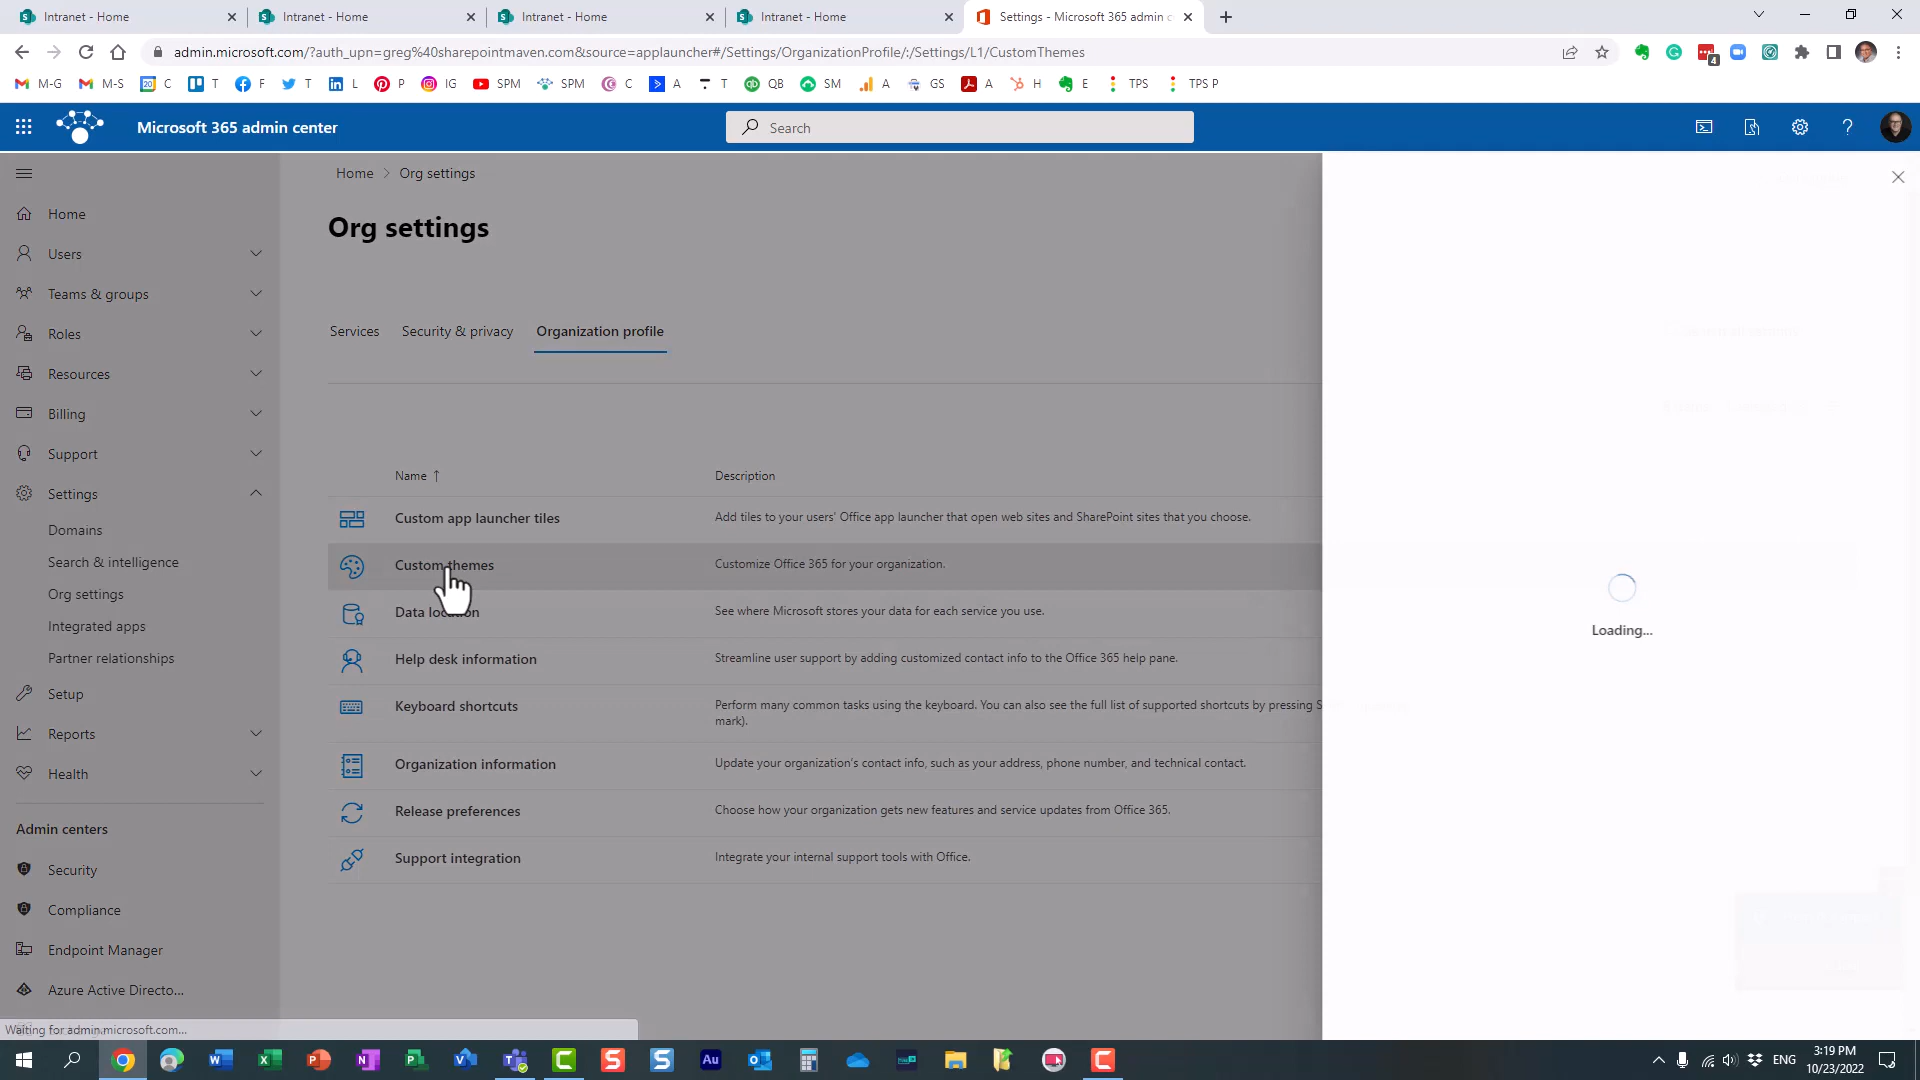 Intranet - Home
Intranet - Home
Intranet - Home
Intranet - Home
Settings - Microsoft 365 admin c
admin.microsoft.com/?auth_upn=greg%40sharepointmaven.com&source=applauncher#/Settings/OrganizationProfile/:/Settings/L1/CustomThemes
4
M-G
M-S
20
C
T
F
T
L
P
IG
SPM
SPM
C
A
T
QB
SM
A
GS
A
H
E
TPS
TPS P
Microsoft 365 admin center
Search
Home
Users
Teams & groups
Roles
Resources
Billing
Support
Settings
Domains
Search & intelligence
Org settings
Integrated apps
Partner relationships
Setup
Reports
Health
Admin centers
Security
Compliance
Endpoint Manager
Azure Active Directo...
Waiting for admin.microsoft.com...
Home > Org settings
Org settings
Services
Security & privacy
Organization profile
Name ↑
Description
Custom app launcher tiles
Add tiles to your users' Office app launcher that open web sites and SharePoint sites that you choose.
Custom themes
Customize Office 365 for your organization.
Data location
See where Microsoft stores your data for each service you use.
Help desk information
Streamline user support by adding customized contact info to the Office 365 help pane.
Keyboard shortcuts
Perform many common tasks using the keyboard. You can also see the full list of supported shortcuts by pressing S
mark).
Organization information
Update your organization's contact info, such as your address, phone number, and technical contact.
Release preferences
Choose how your organization gets new features and service updates from Office 365.
Support integration
Integrate your internal support tools with Office.
Loading...
Au
ENG
3:19 PM
10/23/2022